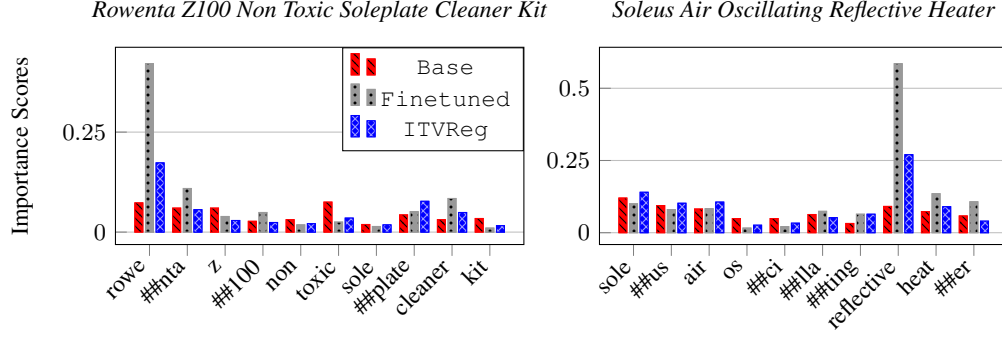 Rowenta Z100 Non Toxic Soleplate Cleaner Kit
Importance Scores
0.25
0
Base
Finetuned
ITVReg
rowe
##nta
z
##100
non
toxic
sole
##plate
cleaner
kit
Soleus Air Oscillating Reflective Heater
0.5
0.25
0
sole
##us
air
os
##ci
##lla
##ting
reflective
heat
##er